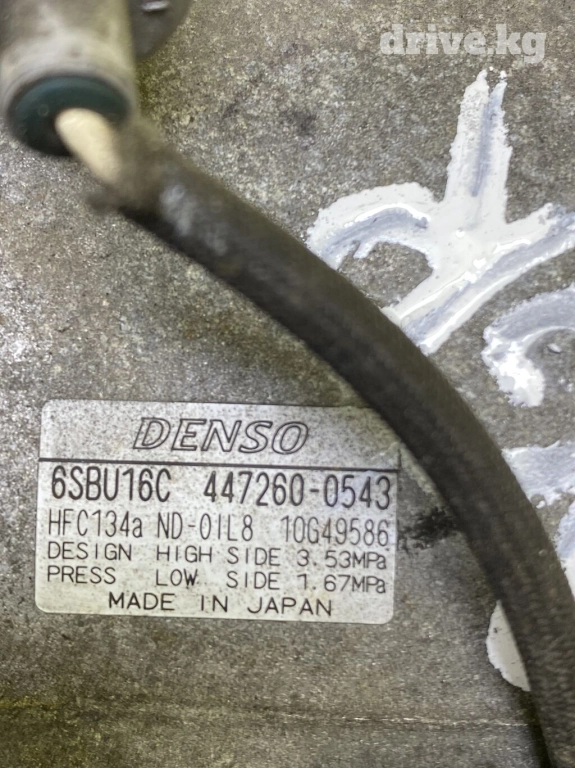 drive.kg
DENSO
6SBU16C 447260-0543
HFC134a ND-OIL8 10G49586
DESIGN HIGH SIDE 3.53MPa
PRESS LOW SIDE 1.67MPa
MADE IN JAPAN